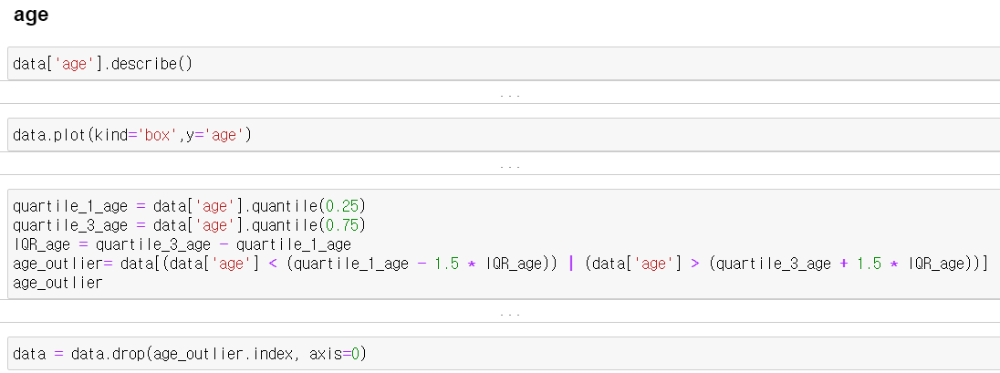 age
data['age'].describe()
...
data.plot(kind='box',y='age')
...
quartile_1_age = data['age'].quantile(0.25)
quartile_3_age = data['age'].quantile(0.75)
IQR_age = quartile_3_age - quartile_1_age
age_outlier= data[(data['age'] < (quartile_1_age - 1.5 * IQR_age)) | (data['age'] > (quartile_3_age + 1.5 * IQR_age))]
age_outlier
...
data = data.drop(age_outlier.index, axis=0)